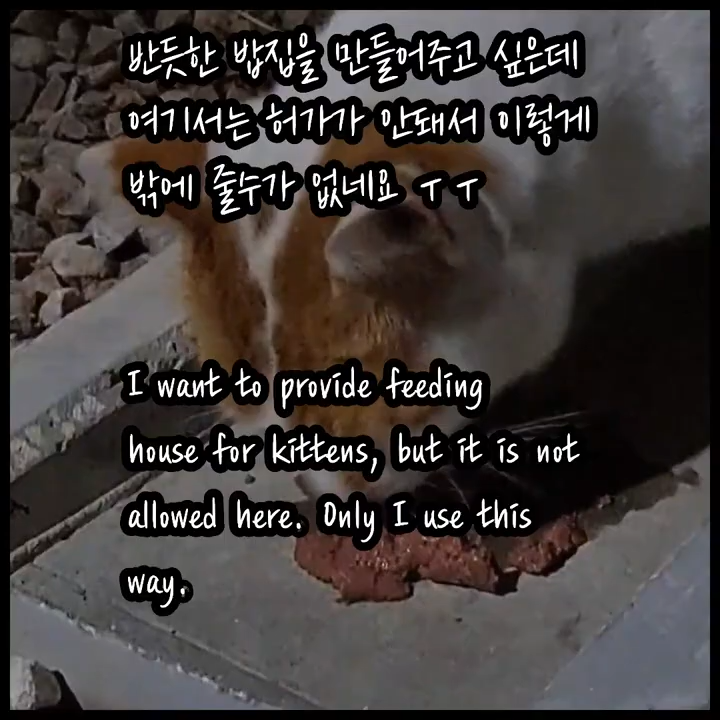 반듯한 밥집을 만들어주고 싶은데
여기서는 허가가 안돼서 이렇게
밖에 줄수가 없네요 ㅜㅜ
I want to provide feeding
house for kittens, but it is not
allowed here. Only I use this
way.